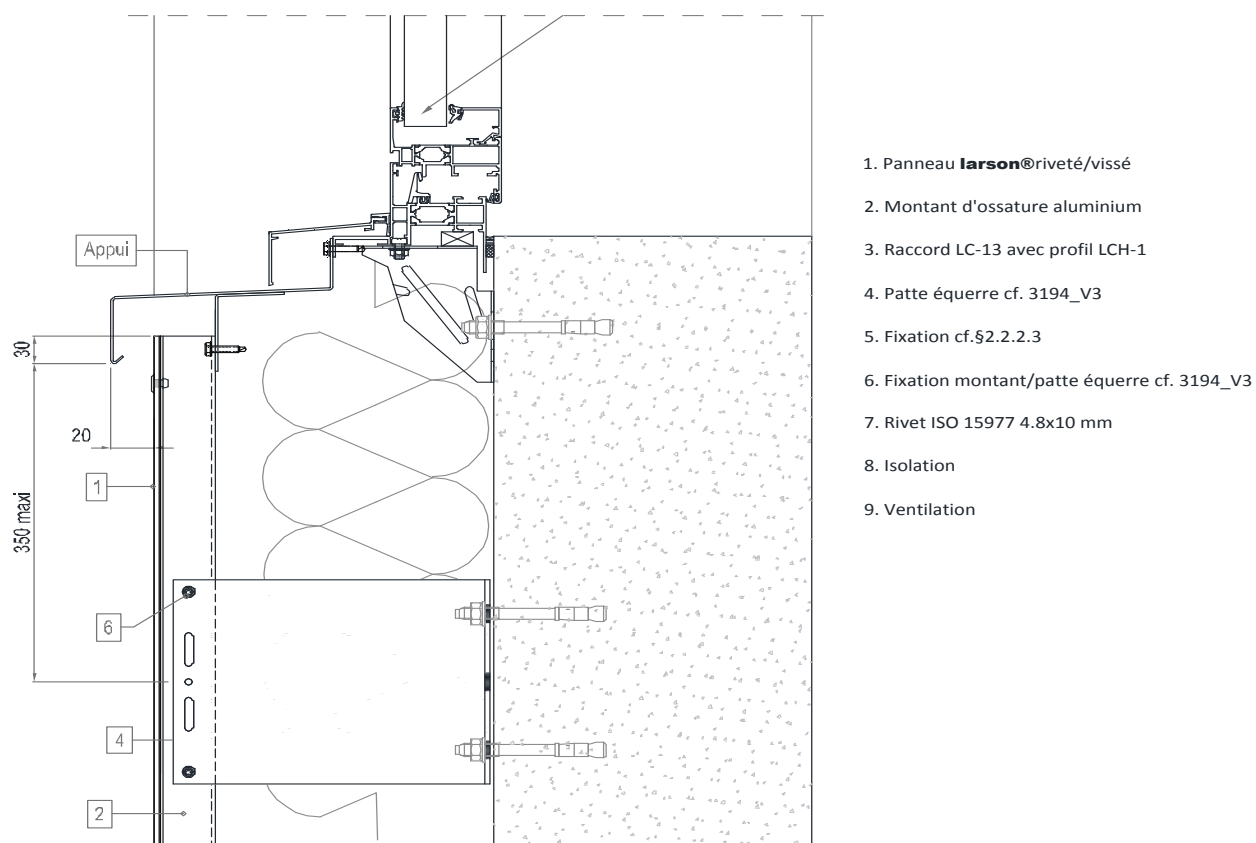 Appui
30
20
350 maxi
1
6
4
2
1. Panneau larson®riveté/vissé
2. Montant d'ossature aluminium
3. Raccord LC-13 avec profil LCH-1
4. Patte équerre cf. 3194_V3
5. Fixation cf.§2.2.2.3
6. Fixation montant/patte équerre cf. 3194_V3
7. Rivet ISO 15977 4.8x10 mm
8. Isolation
9. Ventilation